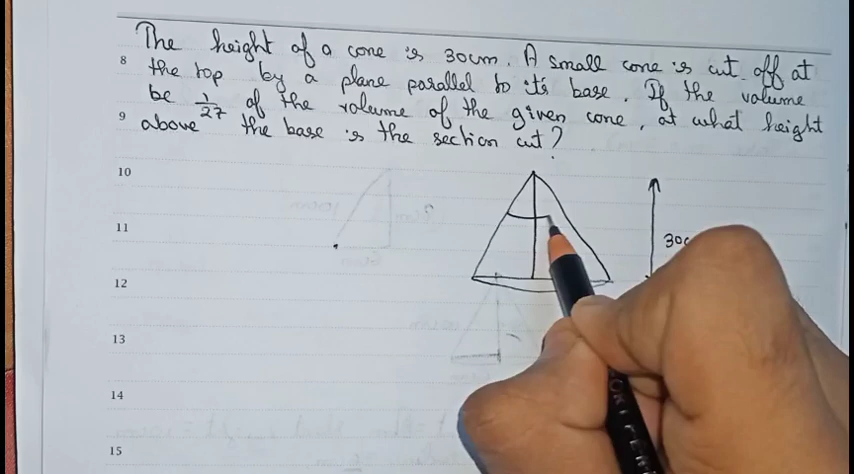 The height of a cone is 30cm. A small cone is cut off at
8
the top by a plane parallel to its base. If the volume
be 1/27 of the volume of the given cone, at what height
9
above the base is the section cut?
10
11
30c
12
13
14
15